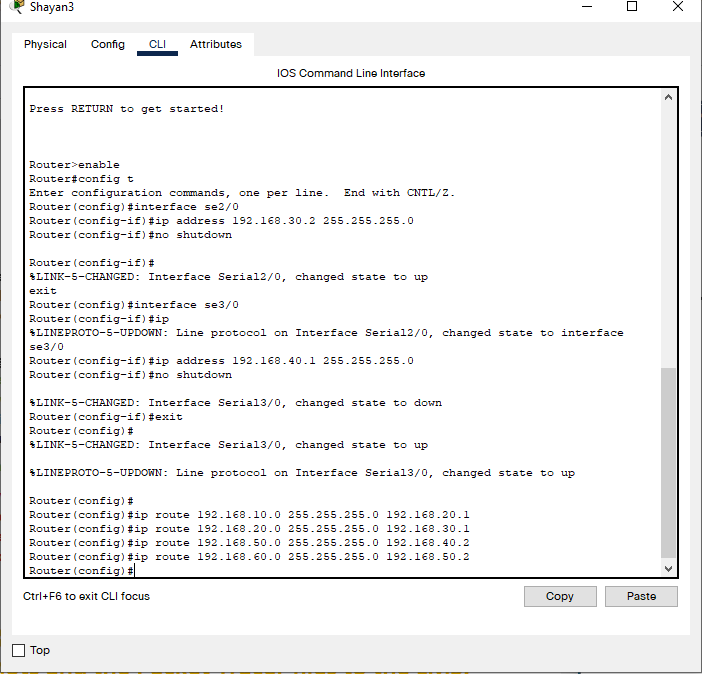 Shayan3
Physical Config CLI Attributes
IOS Command Line Interface
Press RETURN to get started!
Router>enable
Router#config t
Enter configuration commands, one per line.  End with CNTL/Z.
Router(config)#interface se2/0
Router(config-if)#ip address 192.168.30.2 255.255.255.0
Router(config-if)#no shutdown
Router(config-if)#
%LINK-5-CHANGED: Interface Serial2/0, changed state to up
exit
Router(config)#interface se3/0
Router(config-if)#ip
%LINEPROTO-5-UPDOWN: Line protocol on Interface Serial2/0, changed state to interface
se3/0
Router(config-if)#ip address 192.168.40.1 255.255.255.0
Router(config-if)#no shutdown
%LINK-5-CHANGED: Interface Serial3/0, changed state to down
Router(config-if)#exit
Router(config)#
%LINK-5-CHANGED: Interface Serial3/0, changed state to up
%LINEPROTO-5-UPDOWN: Line protocol on Interface Serial3/0, changed state to up
Router(config)#
Router(config)#ip route 192.168.10.0 255.255.255.0 192.168.20.1
Router(config)#ip route 192.168.20.0 255.255.255.0 192.168.30.1
Router(config)#ip route 192.168.50.0 255.255.255.0 192.168.40.2
Router(config)#ip route 192.168.60.0 255.255.255.0 192.168.50.2
Router(config)#
Ctrl+F6 to exit CLI focus
Copy
Paste
Top